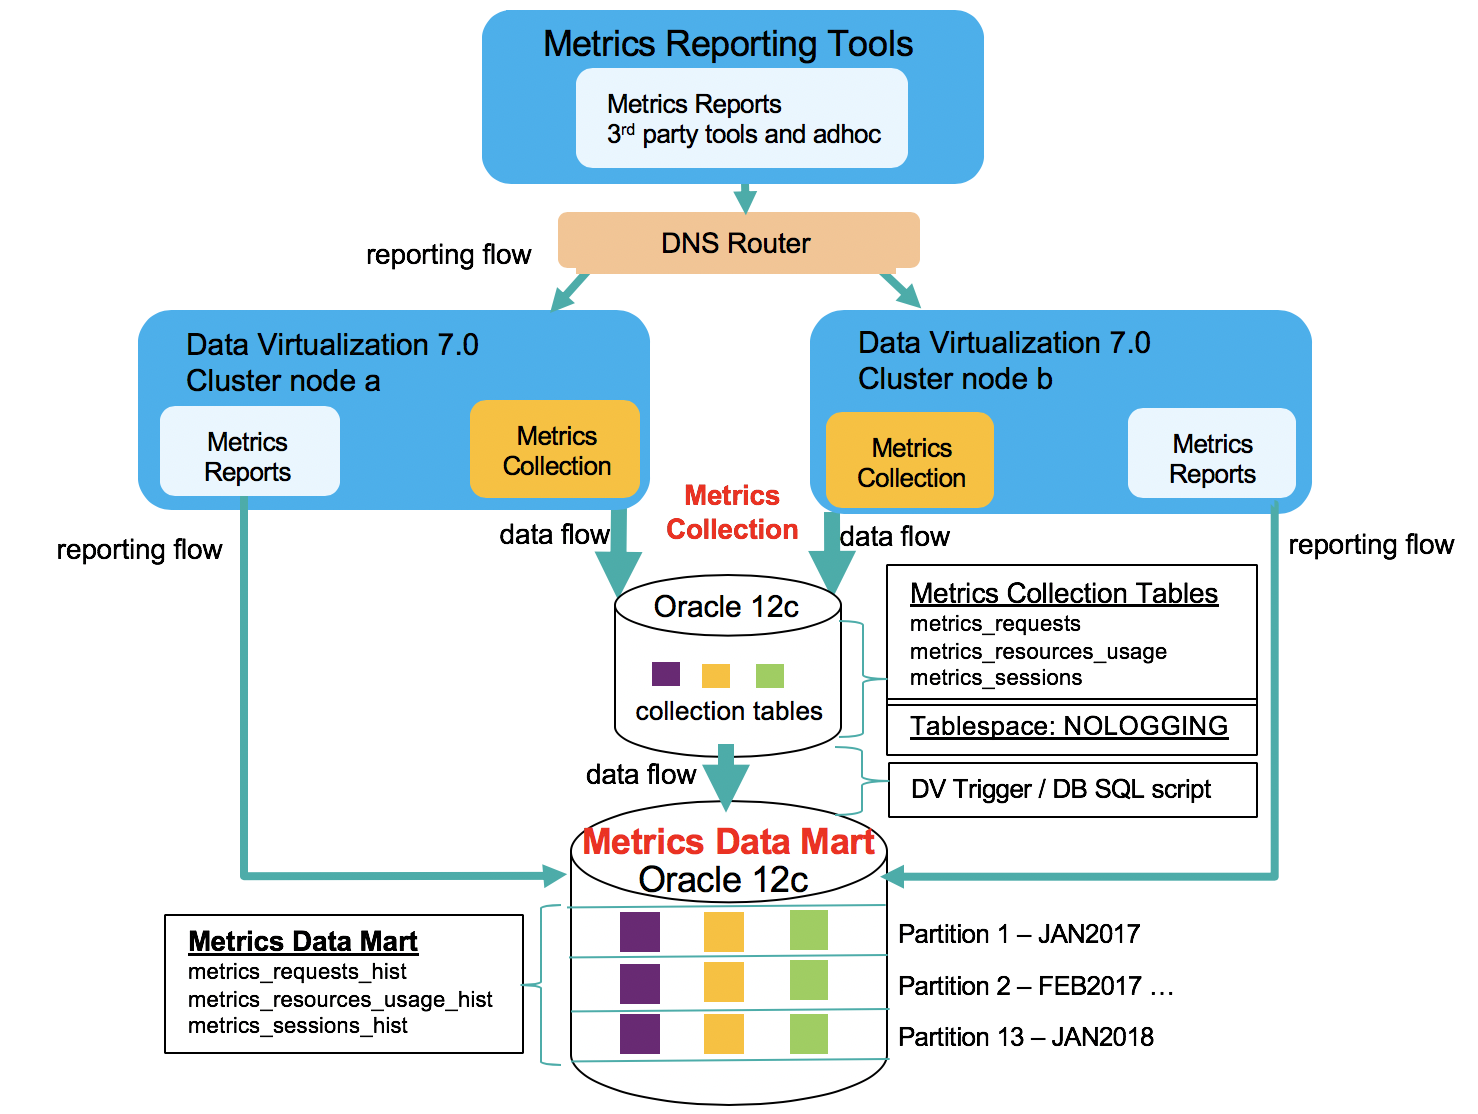 Metrics Reporting Tools
Metrics Reports
3rd party tools and adhoc
DNS Router
reporting flow
Data Virtualization 7.0
Cluster node a
Metrics
Reports
Metrics
Collection
Data Virtualization 7.0
Cluster node b
Metrics
Collection
Metrics
Reports
Metrics
Collection
data flow
data flow
reporting flow
reporting flow
Oracle 12c
collection tables
Metrics Collection Tables
metrics_requests
metrics_resources_usage
metrics_sessions
Tablespace: NOLOGGING
data flow
DV Trigger / DB SQL script
Metrics Data Mart
Oracle 12c
Metrics Data Mart
metrics_requests_hist
metrics_resources_usage_hist
metrics_sessions_hist
Partition 1 – JAN2017
Partition 2 – FEB2017 …
Partition 13 – JAN2018